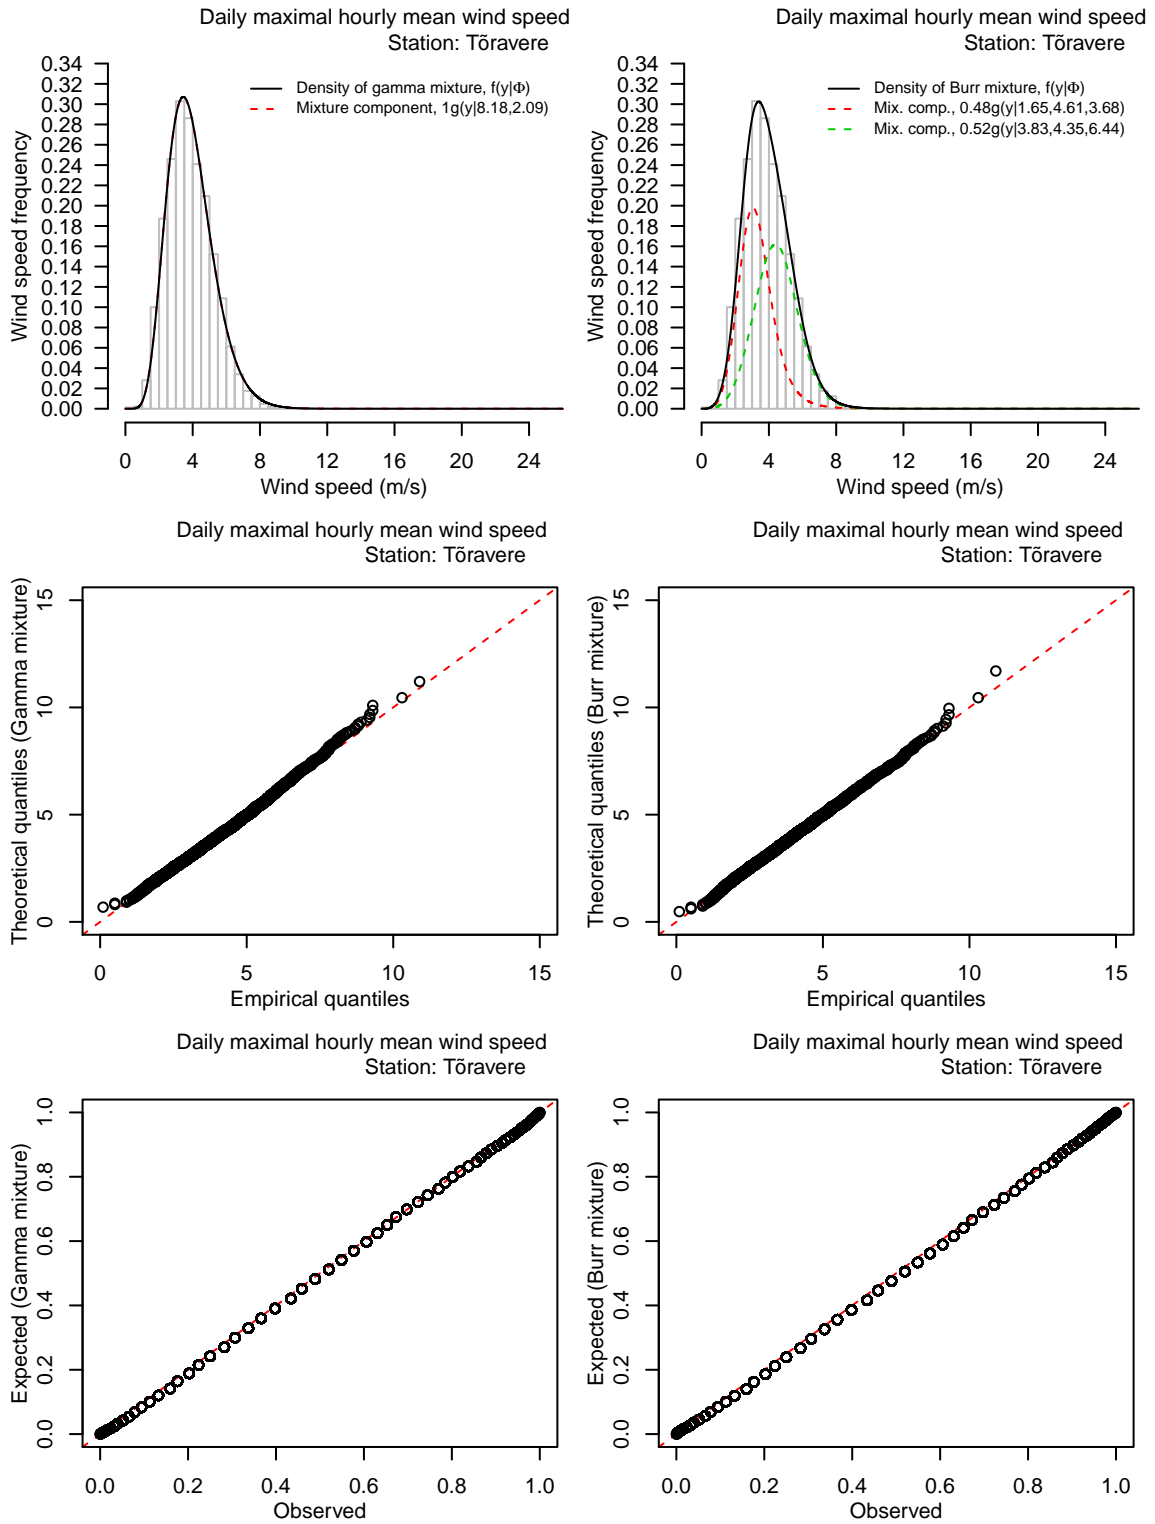 Daily maximal hourly mean wind speed
Station: Tõravere
Wind speed frequency
0.34
0.32
0.30
0.28
0.26
0.24
0.22
0.20
0.18
0.16
0.14
0.12
0.10
0.08
0.06
0.04
0.02
0.00
Density of gamma mixture, f(y|Φ)
Mixture component, 1g(y|8.18,2.09)
0 4 8 12 16 20 24
Wind speed (m/s)
Daily maximal hourly mean wind speed
Station: Tõravere
Wind speed frequency
0.34
0.32
0.30
0.28
0.26
0.24
0.22
0.20
0.18
0.16
0.14
0.12
0.10
0.08
0.06
0.04
0.02
0.00
Density of Burr mixture, f(y|Φ)
Mix. comp., 0.48g(y|1.65,4.61,3.68)
Mix. comp., 0.52g(y|3.83,4.35,6.44)
0 4 8 12 16 20 24
Wind speed (m/s)
Daily maximal hourly mean wind speed
Station: Tõravere
Theoretical quantiles (Gamma mixture)
15
10
5
0
0 5 10 15
Empirical quantiles
Daily maximal hourly mean wind speed
Station: Tõravere
Theoretical quantiles (Burr mixture)
15
10
5
0
0 5 10 15
Empirical quantiles
Daily maximal hourly mean wind speed
Station: Tõravere
Expected (Gamma mixture)
1.0
0.8
0.6
0.4
0.2
0.0
0.0 0.2 0.4 0.6 0.8 1.0
Observed
Daily maximal hourly mean wind speed
Station: Tõravere
Expected (Burr mixture)
1.0
0.8
0.6
0.4
0.2
0.0
0.0 0.2 0.4 0.6 0.8 1.0
Observed